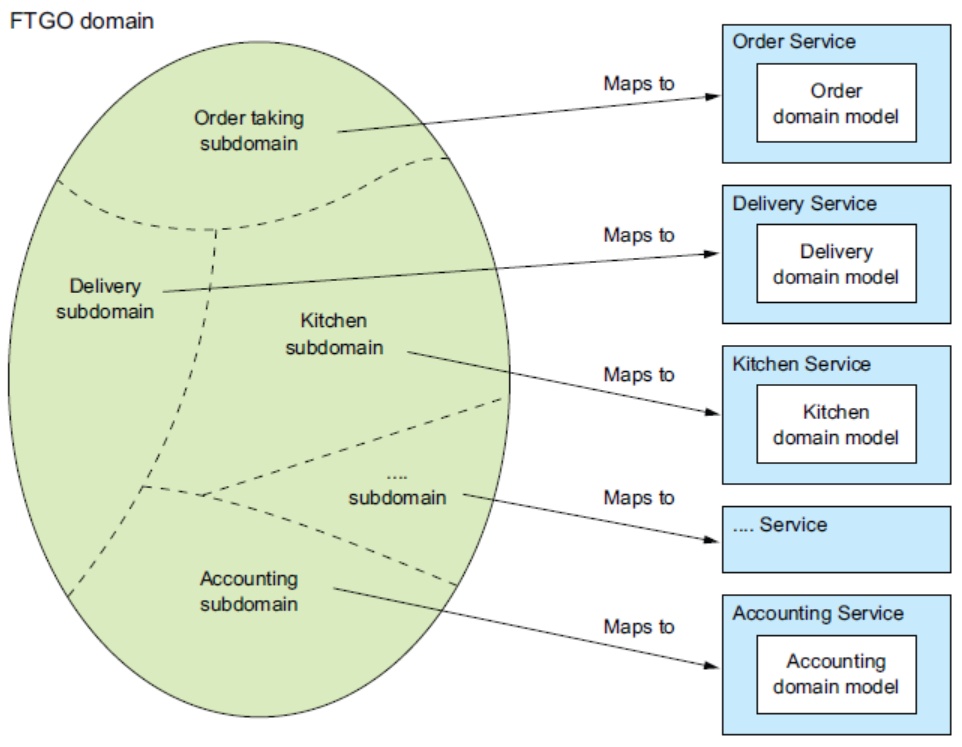 FTGO domain
Order taking
subdomain
Delivery
subdomain
Kitchen
subdomain
....
subdomain
Accounting
subdomain
Maps to
Maps to
Maps to
Maps to
Maps to
Order Service
Order
domain model
Delivery Service
Delivery
domain model
Kitchen Service
Kitchen
domain model
.... Service
Accounting Service
Accounting
domain model